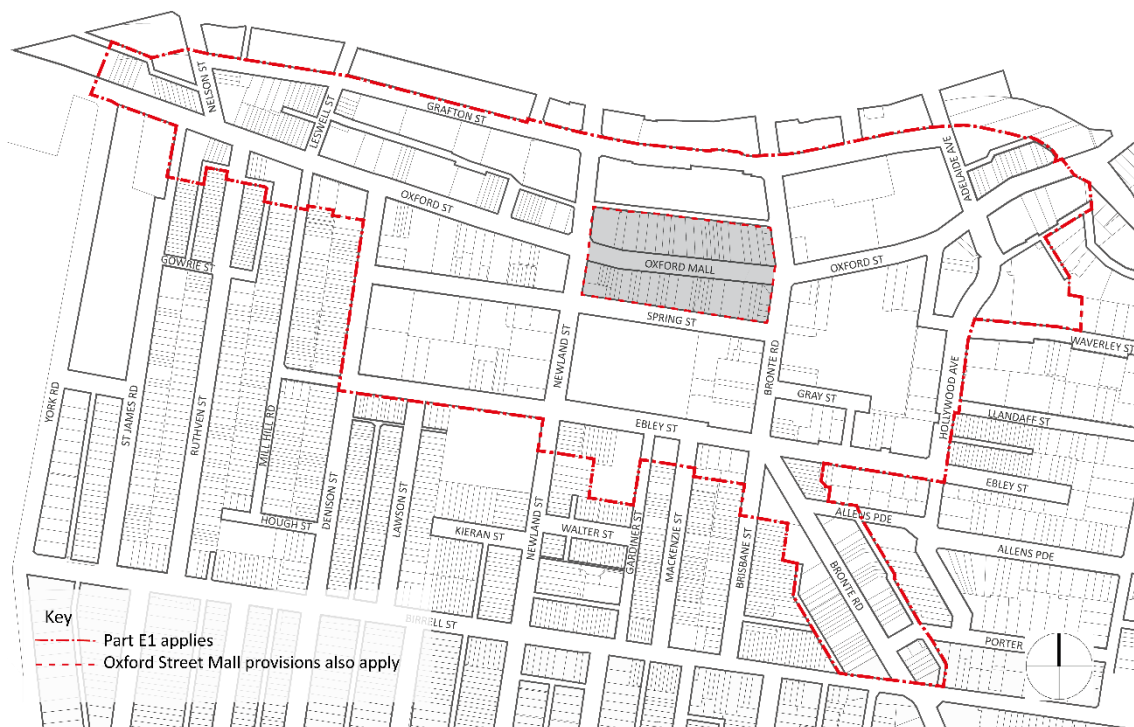 NELSON ST
LESWELL ST
GRAFTON ST
ADELAIDE AVE
OXFORD ST
OXFORD MALL
OXFORD ST
GOWRIE ST
SPRING ST
WAVERLEY ST
NEWLAND ST
BRONTE RD
HOLLYWOOD AVE
GRAY ST
YORK RD
ST JAMES RD
RUTHVEN ST
MILL HILL RD
LLANDAFF ST
EBLEY ST
EBLEY ST
DENISON ST
LAWSON ST
HOUGH ST
KIERAN ST
NEWLAND ST
WALTER ST
GARDINER ST
MACKENZIE ST
BRISBANE ST
ALLENS PDE
ALLENS PDE
BRONTE RD
BIRRELL ST
PORTER
Key
Part E1 applies
Oxford Street Mall provisions also apply